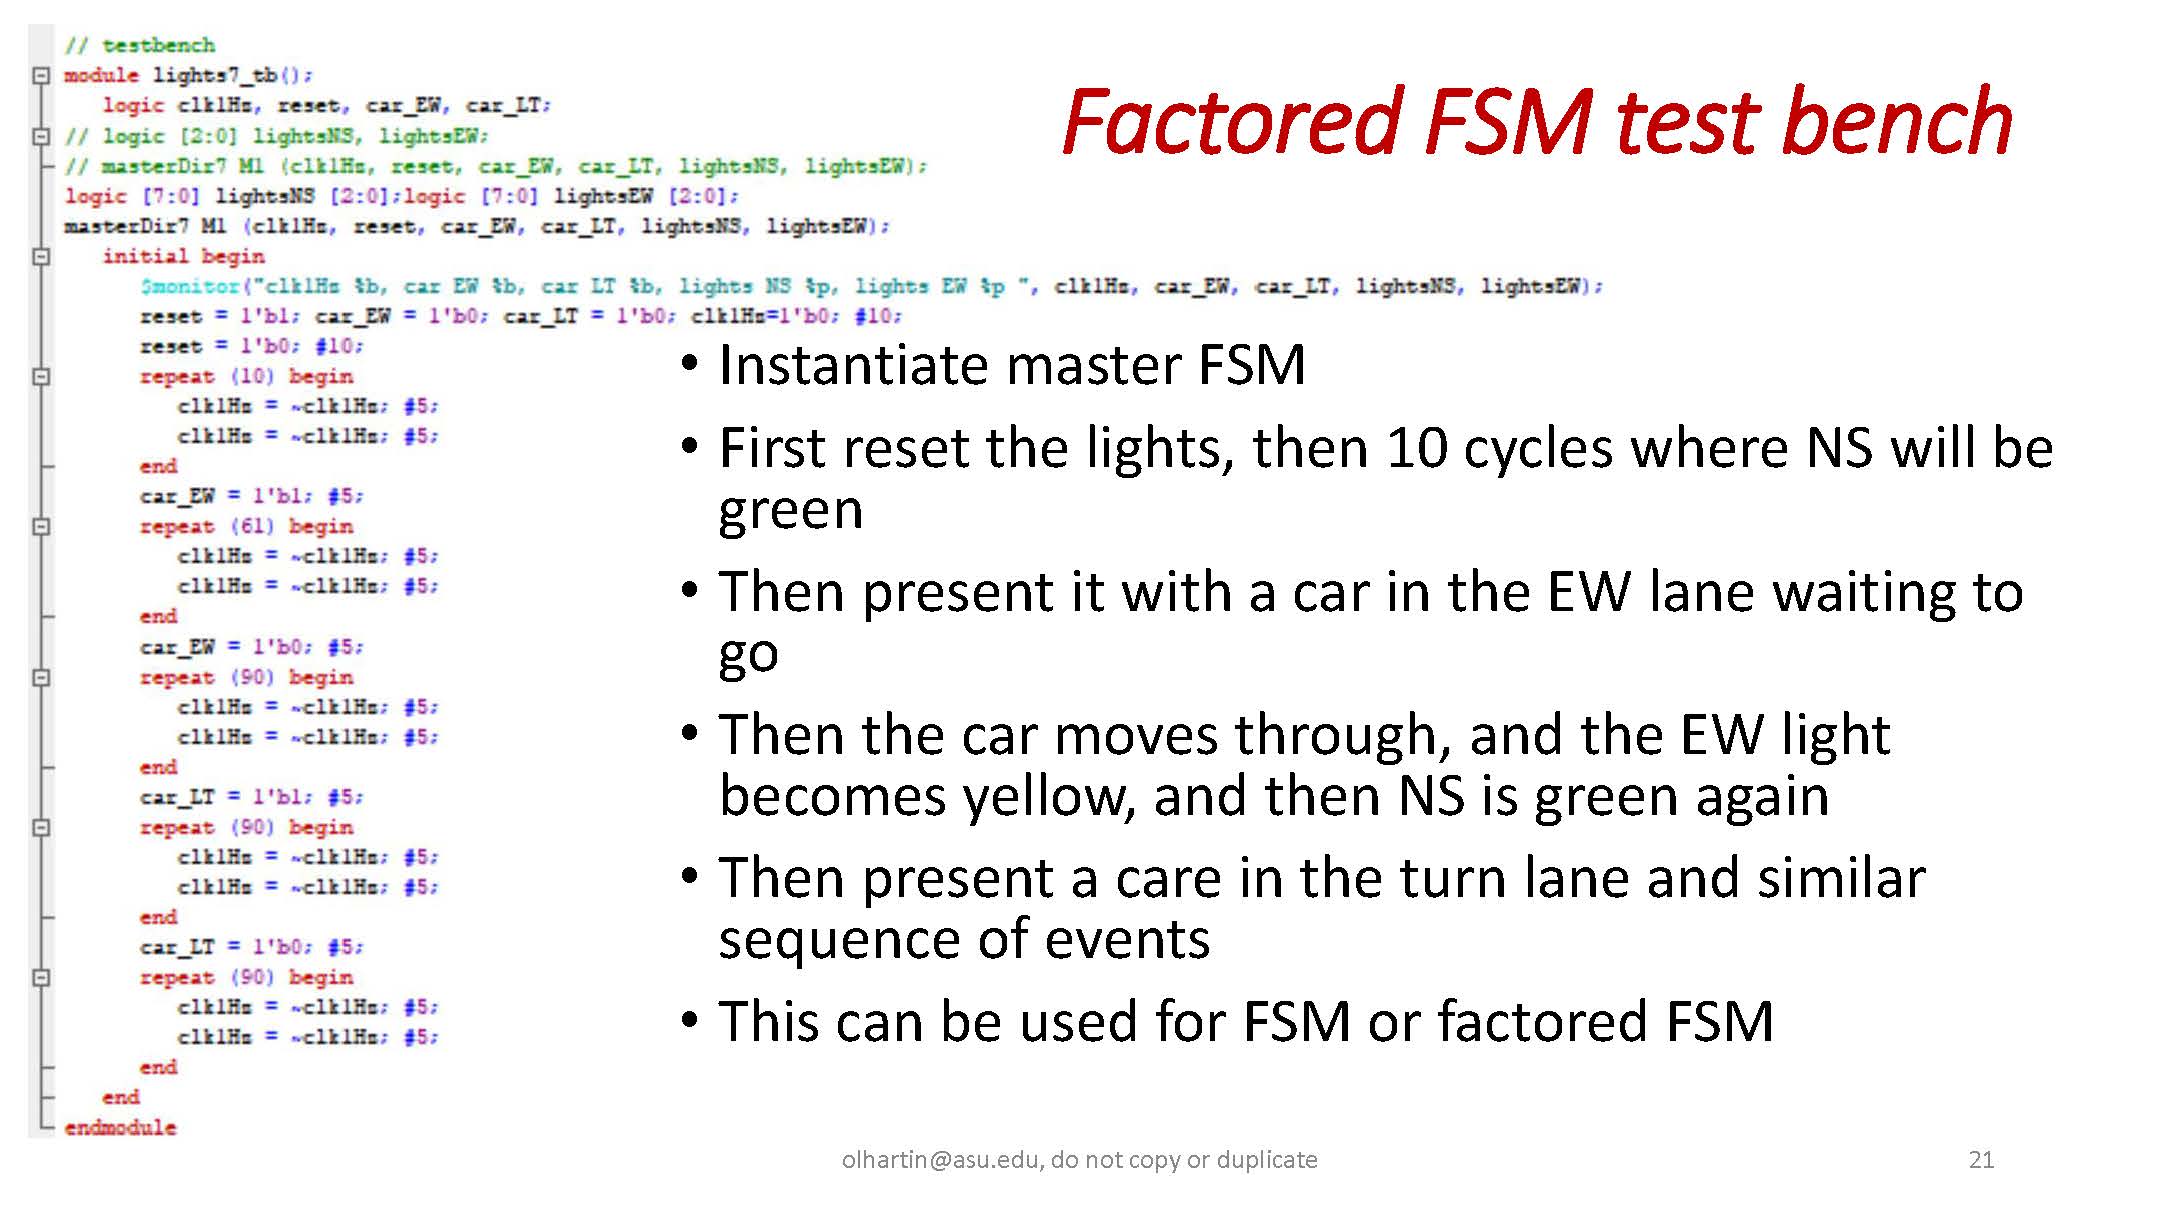 // testbench
module lights7_tb();
logic clk1Hz, reset, car_EW, car_LT;
// logic [2:0] lightsNS, lightsEW;
// masterDir7 M1 (clk1Hz, reset, car_EW, car_LT, lightsNS, lightsEW);
logic [7:0] lightsNS [2:0];logic [7:0] lightsEW [2:0];
masterDir7 M1 (clk1Hz, reset, car_EW, car_LT, lightsNS, lightsEW);
initial begin
$monitor("clk1Hz %b, car EW %b, car LT %b, lights NS %p, lights EW %p ", clk1Hz, car_EW, car_LT, lightsNS, lightsEW);
reset = 1'b1; car_EW = 1'b0; car_LT = 1'b0; clk1Hz=1'b0; #10;
reset = 1'b0; #10;
repeat (10) begin
clk1Hz = ~clk1Hz; #5;
clk1Hz = ~clk1Hz; #5;
end
car_EW = 1'b1; #5;
repeat (61) begin
clk1Hz = ~clk1Hz; #5;
clk1Hz = ~clk1Hz; #5;
end
car_EW = 1'b0; #5;
repeat (90) begin
clk1Hz = ~clk1Hz; #5;
clk1Hz = ~clk1Hz; #5;
end
car_LT = 1'b1; #5;
repeat (90) begin
clk1Hz = ~clk1Hz; #5;
clk1Hz = ~clk1Hz; #5;
end
car_LT = 1'b0; #5;
repeat (90) begin
clk1Hz = ~clk1Hz; #5;
clk1Hz = ~clk1Hz; #5;
end
end
endmodule
Factored FSM test bench
• Instantiate master FSM
• First reset the lights, then 10 cycles where NS will be
green
• Then present it with a car in the EW lane waiting to
go
• Then the car moves through, and the EW light
becomes yellow, and then NS is green again
• Then present a care in the turn lane and similar
sequence of events
• This can be used for FSM or factored FSM
olhartin@asu.edu, do not copy or duplicate
21